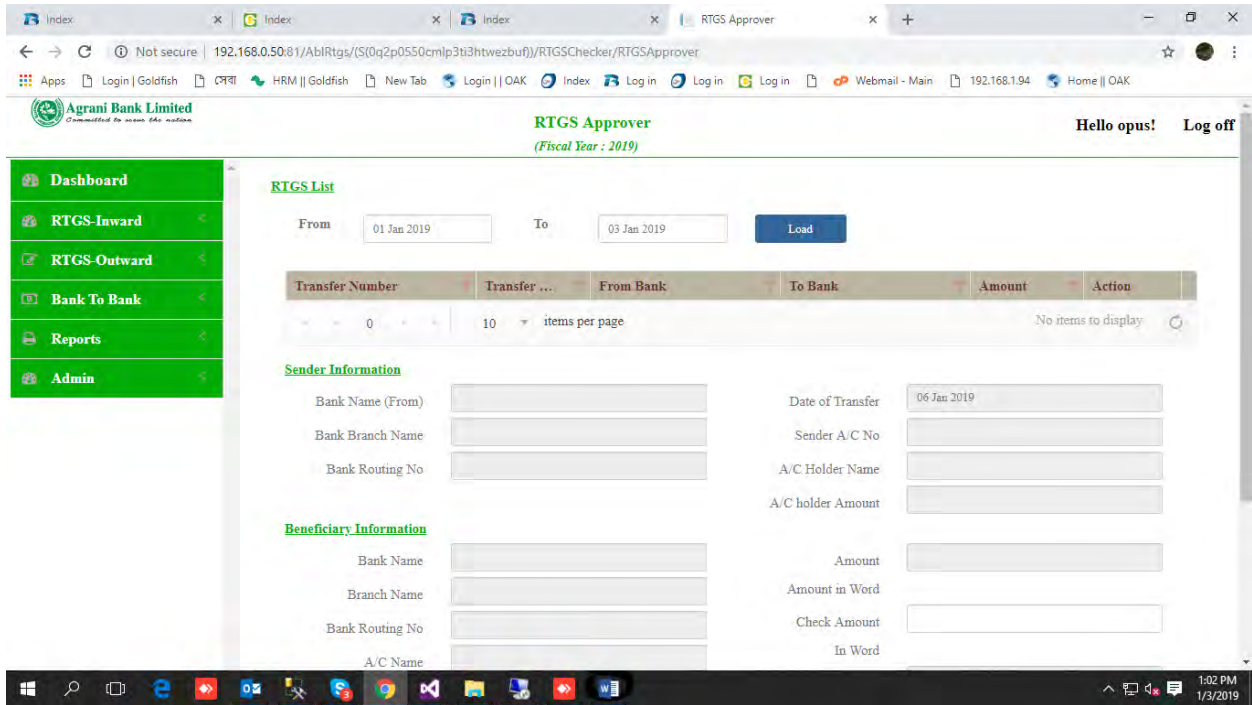 Index
Index
Index
RTGS Approver
Not secure 192.168.0.50:81/AblRtgs/(S(0q2p0550cmlp3ti3htwezbuf))/RTGSChecker/RTGSApprover
Apps Login | Goldfish সেবা HRM || Goldfish New Tab Login | | OAK Index Log in Log in Log in Webmail - Main 192.168.1.94 Home || OAK
Agrani Bank Limited
Committed to serve the nation
RTGS Approver
(Fiscal Year : 2019)
Hello opus! Log off
Dashboard
RTGS-Inward
RTGS-Outward
Bank To Bank
Reports
Admin
RTGS List
From 01 Jan 2019 To 03 Jan 2019 Load
Transfer Number Transfer ... From Bank To Bank Amount Action
0 10 items per page No items to display
Sender Information
Bank Name (From) Date of Transfer 06 Jan 2019
Bank Branch Name Sender A/C No
Bank Routing No A/C Holder Name
A/C holder Amount
Beneficiary Information
Bank Name Amount
Branch Name Amount in Word
Bank Routing No Check Amount
A/C Name In Word
1:02 PM
1/3/2019